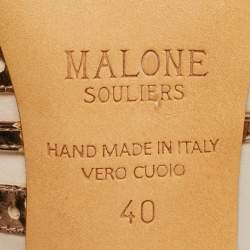 MALONE
SOULIERS
HAND MADE IN ITALY
VERO CUOIO
40